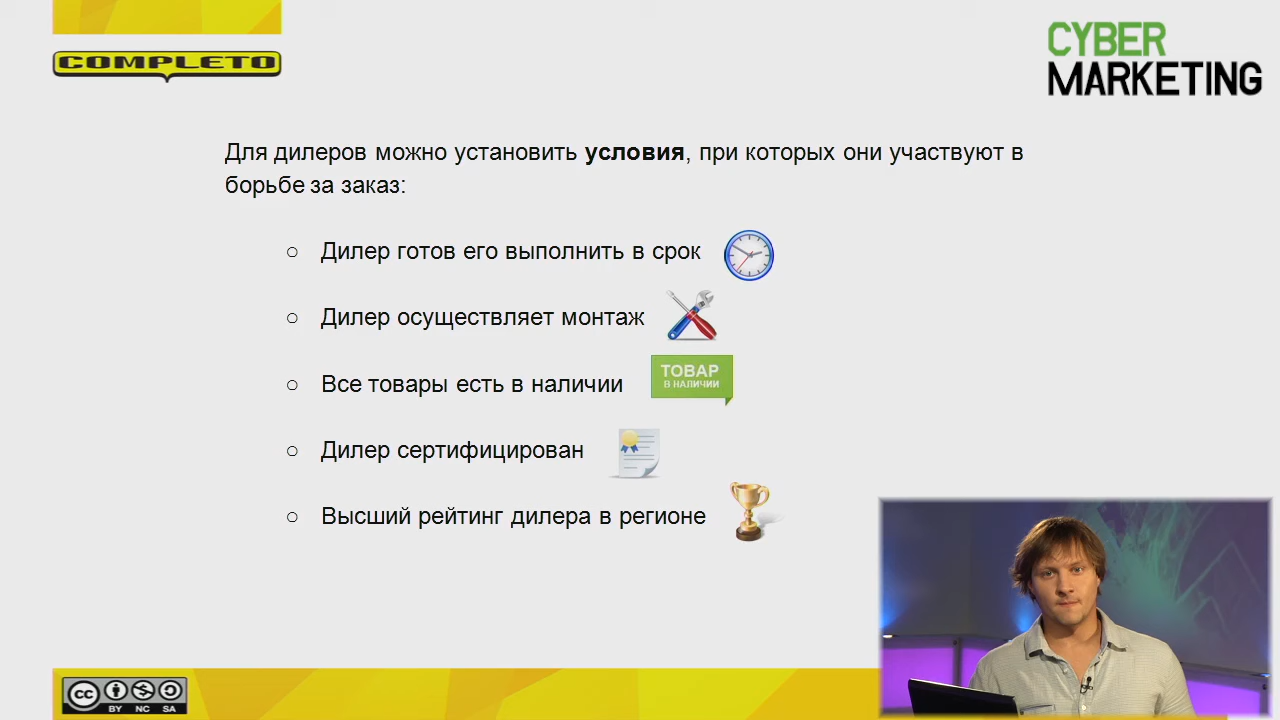 COMPLETO
CYBER
MARKETING
Для дилеров можно установить условия, при которых они участвуют в
борьбе за заказ:
○ Дилер готов его выполнить в срок
○ Дилер осуществляет монтаж
○ Все товары есть в наличии
ТОВАР
В НАЛИЧИИ
○ Дилер сертифицирован
○ Высший рейтинг дилера в регионе
cc
BY NC SA